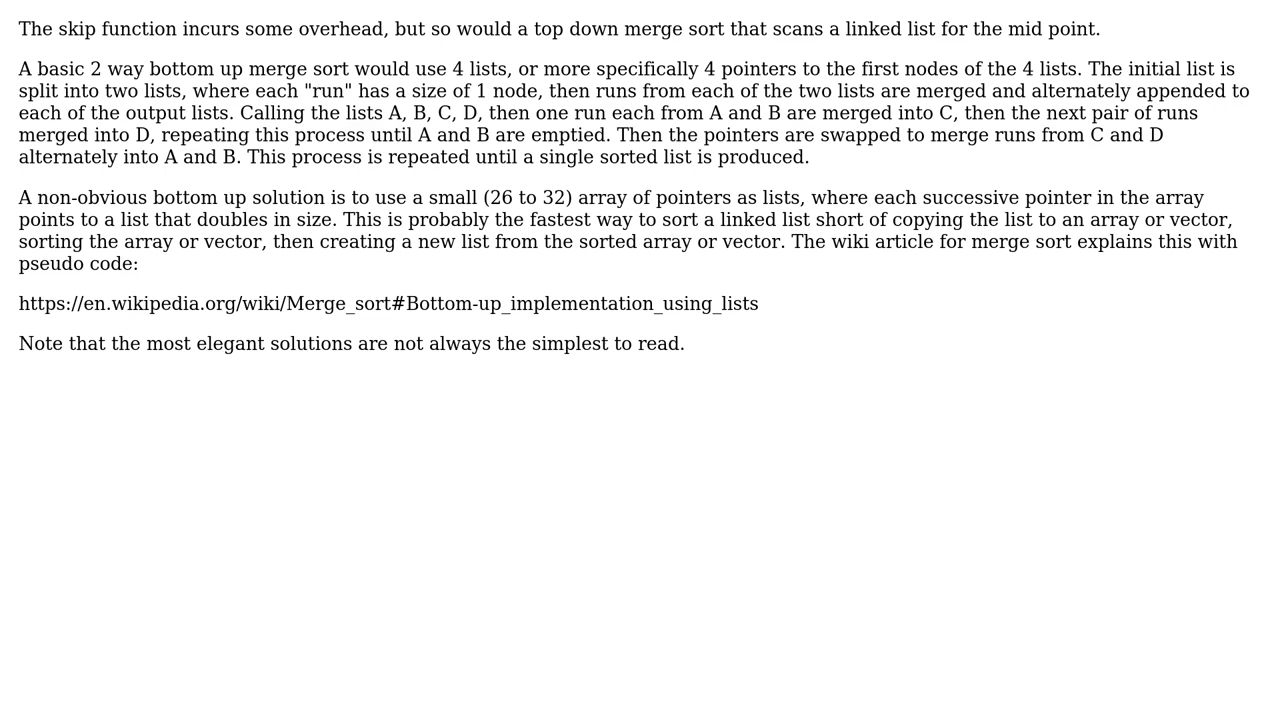 The skip function incurs some overhead, but so would a top down merge sort that scans a linked list for the mid point.
A basic 2 way bottom up merge sort would use 4 lists, or more specifically 4 pointers to the first nodes of the 4 lists. The initial list is
split into two lists, where each "run" has a size of 1 node, then runs from each of the two lists are merged and alternately appended to
each of the output lists. Calling the lists A, B, C, D, then one run each from A and B are merged into C, then the next pair of runs
merged into D, repeating this process until A and B are emptied. Then the pointers are swapped to merge runs from C and D
alternately into A and B. This process is repeated until a single sorted list is produced.
A non-obvious bottom up solution is to use a small (26 to 32) array of pointers as lists, where each successive pointer in the array
points to a list that doubles in size. This is probably the fastest way to sort a linked list short of copying the list to an array or vector,
sorting the array or vector, then creating a new list from the sorted array or vector. The wiki article for merge sort explains this with
pseudo code:
https://en.wikipedia.org/wiki/Merge_sort#Bottom-up_implementation_using_lists
Note that the most elegant solutions are not always the simplest to read.